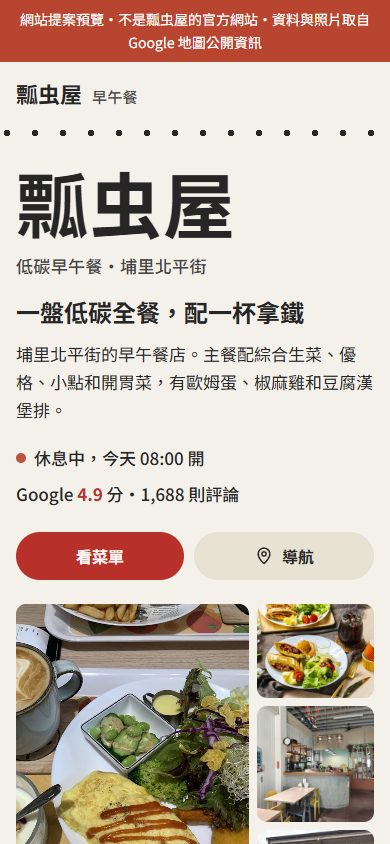 網站提案預覽・不是瓢虫屋的官方網站・資料與照片取自
Google 地圖公開資訊
瓢虫屋 早午餐
瓢虫屋
低碳早午餐・埔里北平街
一盤低碳全餐，配一杯拿鐵
埔里北平街的早午餐店。主餐配綜合生菜、優
格、小點和開胃菜，有歐姆蛋、椒麻雞和豆腐漢
堡排。
休息中，今天 08:00 開
Google 4.9 分・1,688 則評論
看菜單
導航